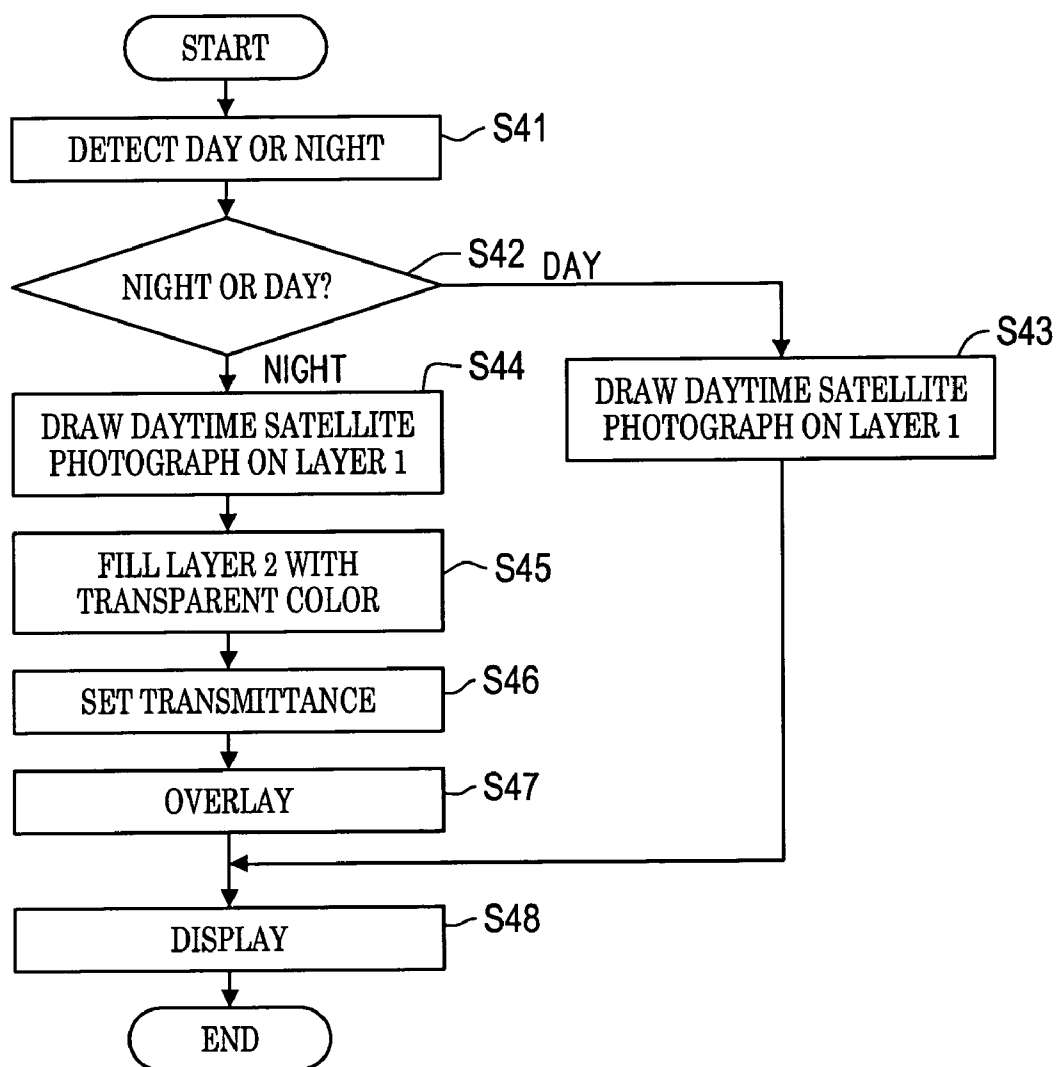 START
DETECT DAY OR NIGHT
S41
NIGHT OR DAY?
S42
DAY
NIGHT
S43
DRAW DAYTIME SATELLITE
PHOTOGRAPH ON LAYER 1
S44
DRAW DAYTIME SATELLITE
PHOTOGRAPH ON LAYER 1
FILL LAYER 2 WITH
TRANSPARENT COLOR
S45
SET TRANSMITTANCE
S46
OVERLAY
S47
DISPLAY
S48
END